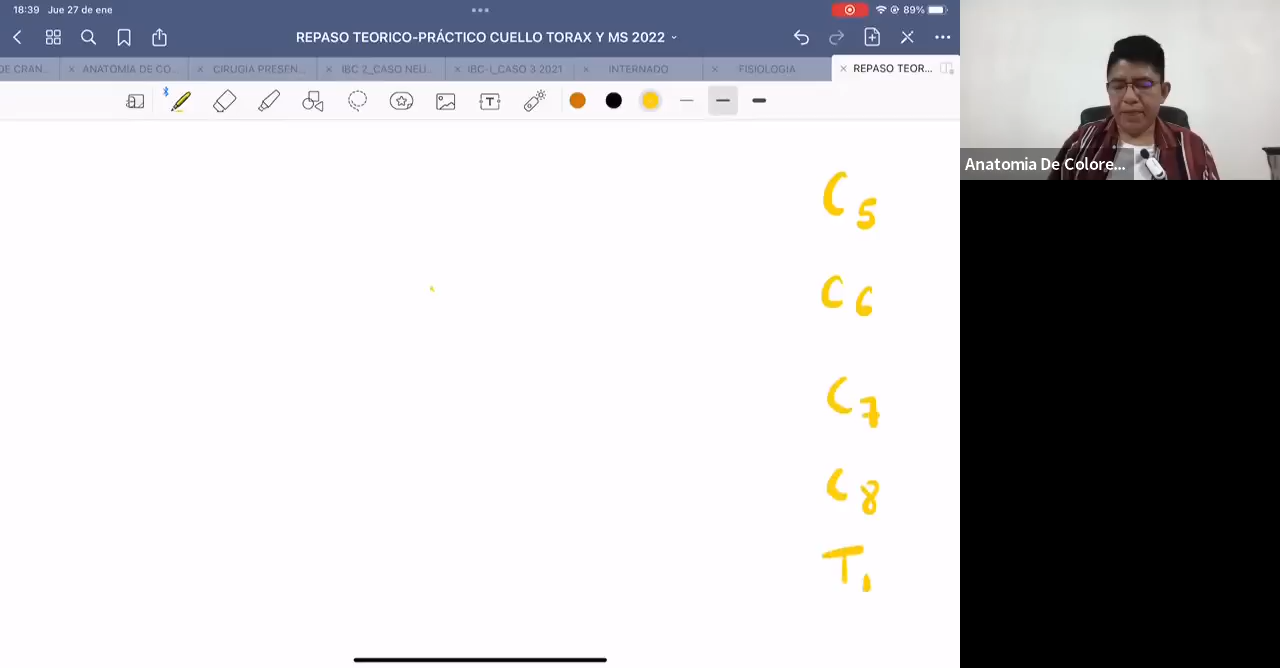 18:39 Jue 27 de ene
89%
REPASO TEORICO-PRÁCTICO CUELLO TORAX Y MS 2022
DE CRAN... ANATOMIA DE CO... CIRUGIA PRESEN... IBC 2_CASO NEU... IBC-I_CASO 3 2021 INTERNADO FISIOLOGIA REPASO TEOR...
T
Anatomia De Colore...
C5
C6
C7
C8
T1